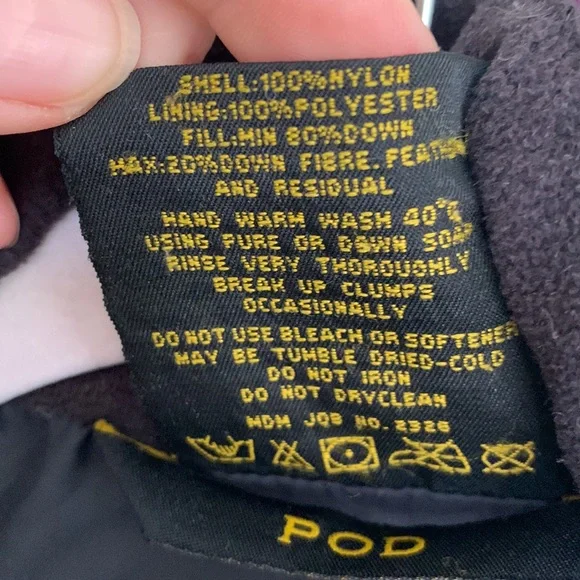 SHELL:100%NYLON
LINING:100%POLYESTER
FILL:MIN 80%DOWN
MAX:20%DOWN FIBRE.FEATHER
AND RESIDUAL
HAND WARM WASH 40°C
USING PURE OR DOWN SOAP
RINSE VERY THOROUGHLY
BREAK UP CLUMPS
OCCASIONALLY
DO NOT USE BLEACH OR SOFTENER
MAY BE TUMBLE DRIED-COLD
DO NOT IRON
DO NOT DRYCLEAN
MDM JOB NO. 2326
POD